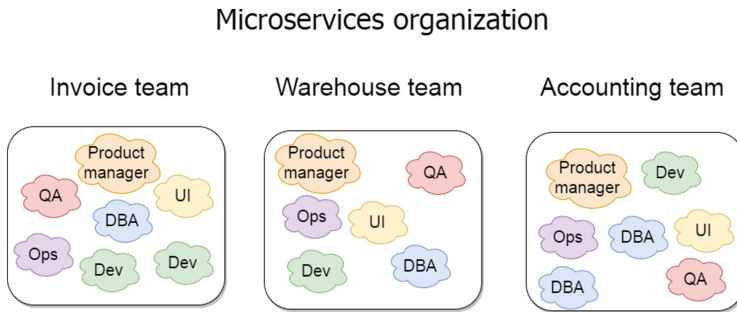 Microservices organization
Invoice team
Warehouse team
Accounting team
Product
manager
QA
UI
DBA
Ops
Dev
Dev
Product
manager
QA
Ops
UI
Dev
DBA
Product
manager
Dev
Ops
DBA
UI
DBA
QA